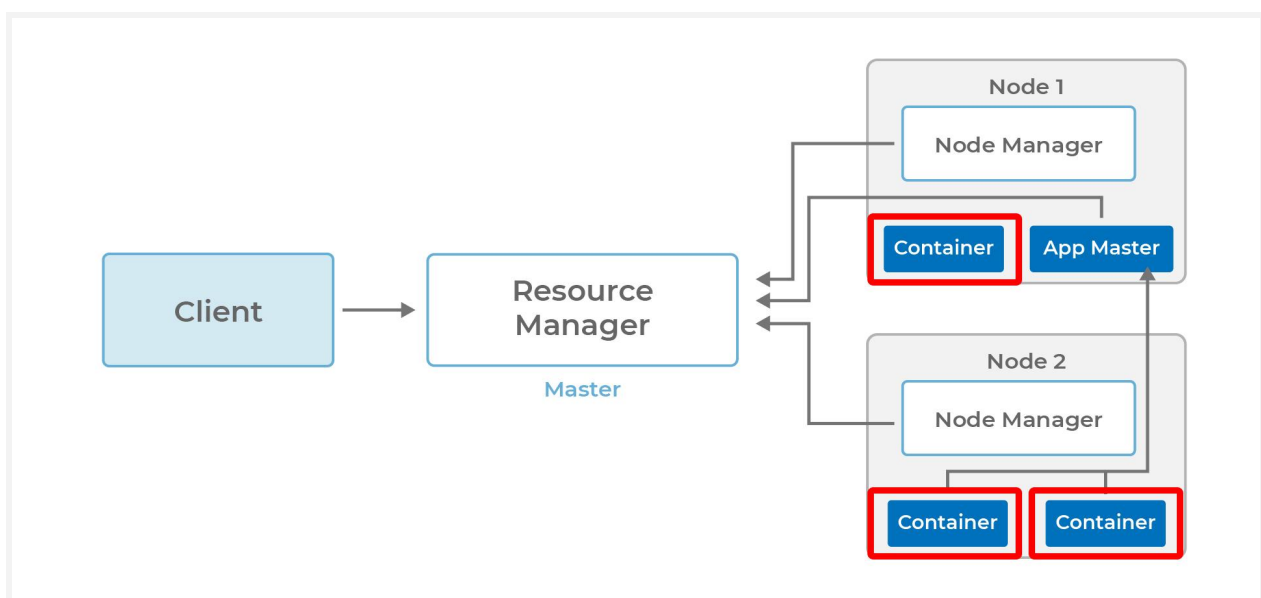 Node 1
Node Manager
Container
App Master
Client
Resource
Manager
Master
Node 2
Node Manager
Container
Container